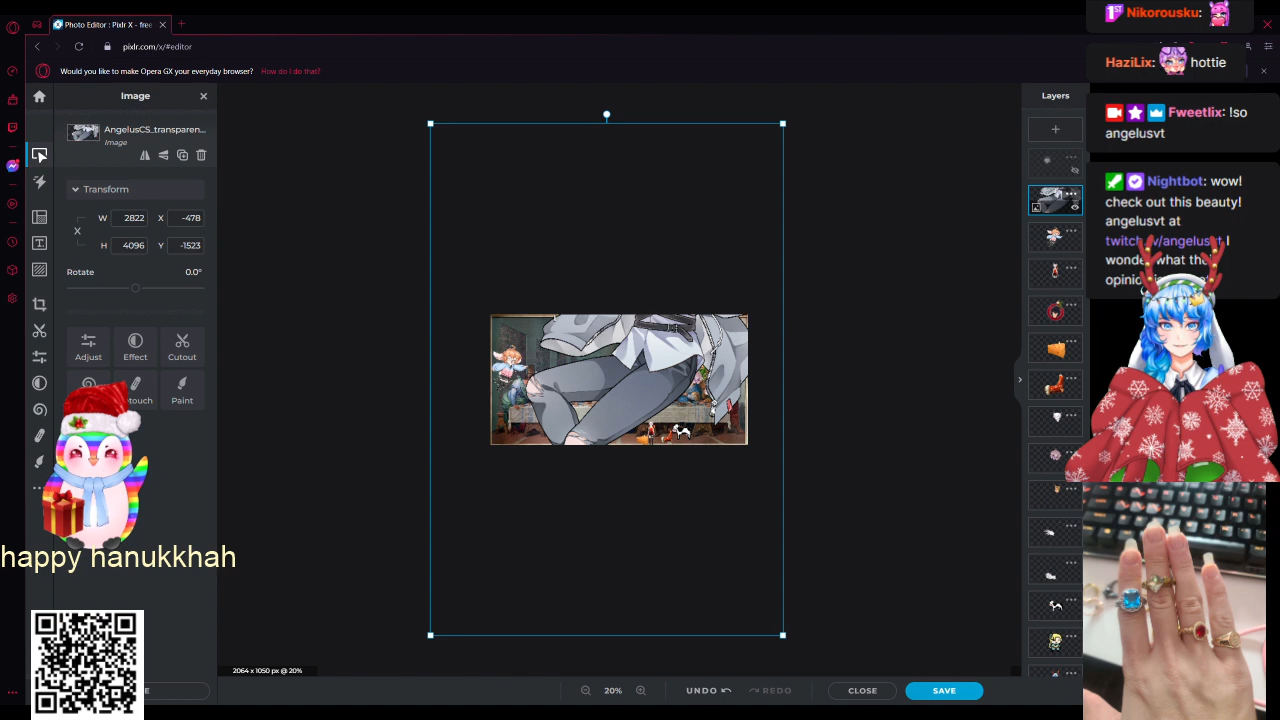 Photo Editor : Pixlr X - free
pixlr.com/x/#editor
Would you like to make Opera GX your everyday browser? How do I do that?
Image
AngelusCS_transparen...
Image
Transform
W 2822 X -478
X
H 4096 Y -1523
Rotate 0.0°
Adjust Effect Cutout
touch Paint
happy hanukkhah
2064 x 1050 px @ 20%
20%
UNDO
REDO
CLOSE
SAVE
Layers
1ST Nikorousku:
HaziLix: hottie
Fweetlix: !so
angelusvt
Nightbot: wow!
check out this beauty!
angelusvt at
I